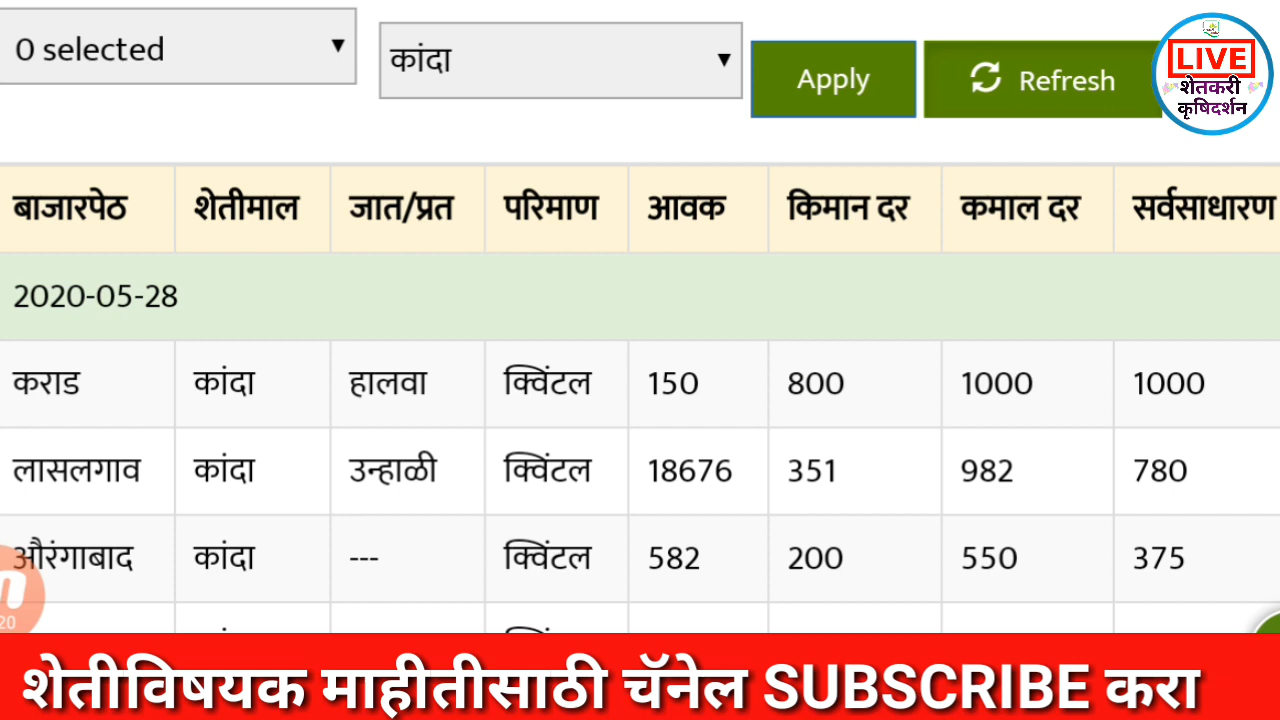 0 selected
कांदा
Apply
Refresh
LIVE
शेतकरी
कृषिदर्शन
बाजारपेठ शेतीमाल जात/प्रत परिमाण आवक किमान दर कमाल दर सर्वसाधारण
2020-05-28
कराड कांदा हालवा क्विंटल 150 800 1000 1000
लासलगाव कांदा उन्हाळी क्विंटल 18676 351 982 780
औरंगाबाद कांदा --- क्विंटल 582 200 550 375
शेतीविषयक माहीतीसाठी चॅनेल SUBSCRIBE करा